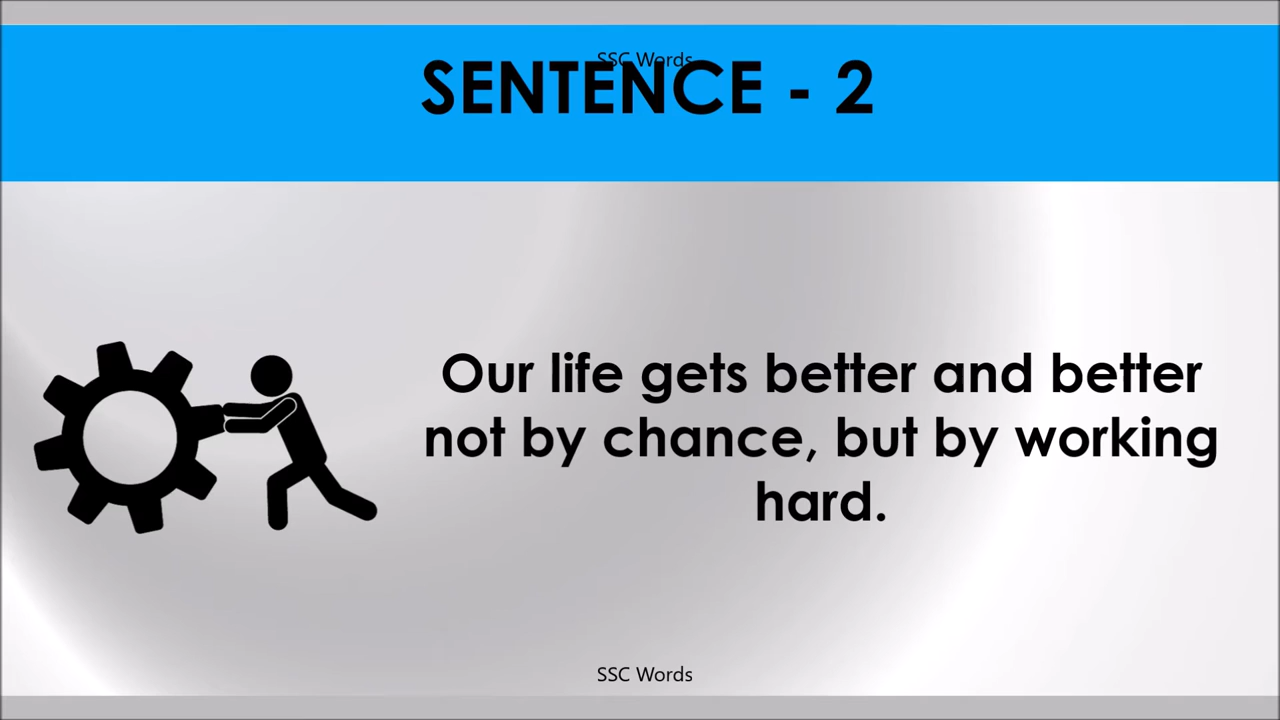 SSC Words
SENTENCE - 2
Our life gets better and better
not by chance, but by working
hard.
SSC Words